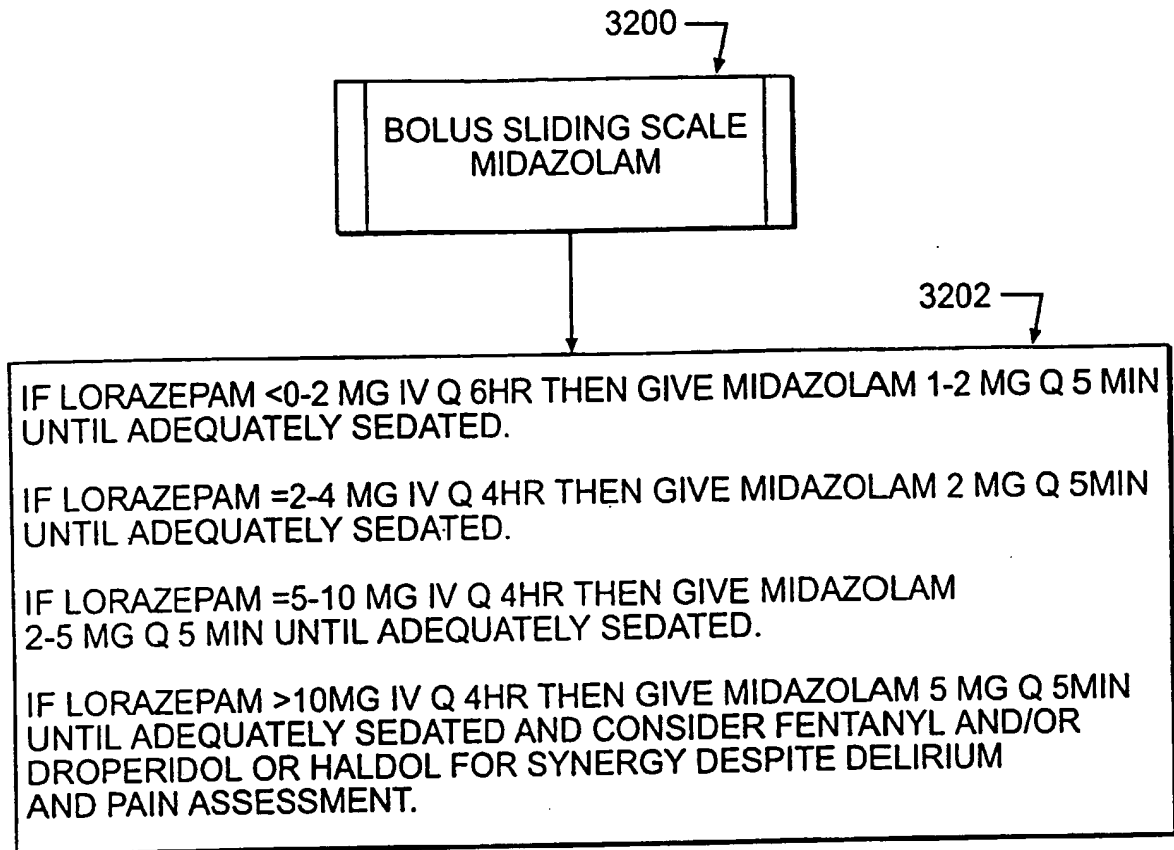 3200
BOLUS SLIDING SCALE
MIDAZOLAM
3202
IF LORAZEPAM <0-2 MG IV Q 6HR THEN GIVE MIDAZOLAM 1-2 MG Q 5 MIN
UNTIL ADEQUATELY SEDATED.
IF LORAZEPAM =2-4 MG IV Q 4HR THEN GIVE MIDAZOLAM 2 MG Q 5MIN
UNTIL ADEQUATELY SEDATED.
IF LORAZEPAM =5-10 MG IV Q 4HR THEN GIVE MIDAZOLAM
2-5 MG Q 5 MIN UNTIL ADEQUATELY SEDATED.
IF LORAZEPAM >10MG IV Q 4HR THEN GIVE MIDAZOLAM 5 MG Q 5MIN
UNTIL ADEQUATELY SEDATED AND CONSIDER FENTANYL AND/OR
DROPERIDOL OR HALDOL FOR SYNERGY DESPITE DELIRIUM
AND PAIN ASSESSMENT.